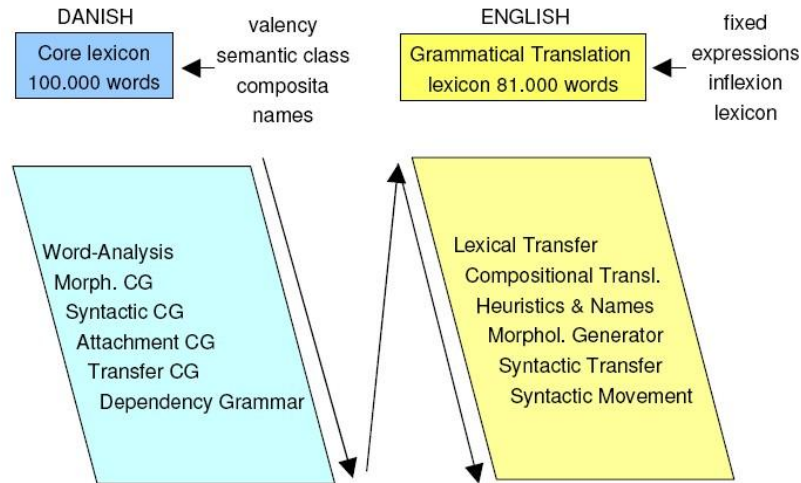 DANISH
Core lexicon
100.000 words
valency
semantic class
composita
names
ENGLISH
Grammatical Translation
lexicon 81.000 words
fixed
expressions
inflexion
lexicon
Word-Analysis
Morph. CG
Syntactic CG
Attachment CG
Transfer CG
Dependency Grammar
Lexical Transfer
Compositional Transl.
Heuristics & Names
Morphol. Generator
Syntactic Transfer
Syntactic Movement